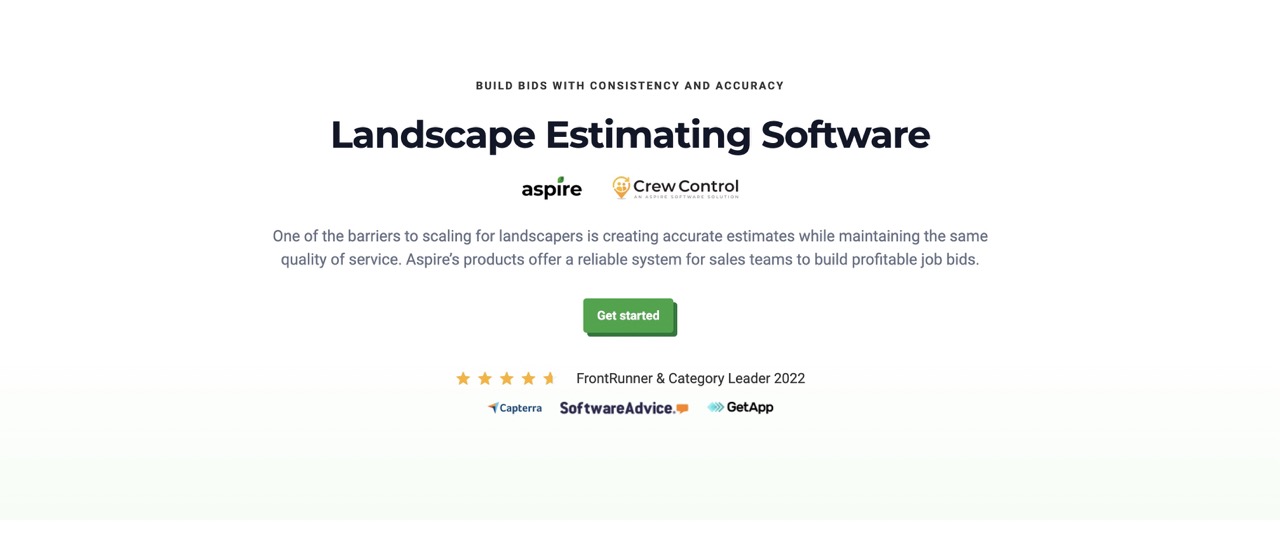 BUILD BIDS WITH CONSISTENCY AND ACCURACY
Landscape Estimating Software
aspire Crew Control
AN ASPIRE SOFTWARE SOLUTION
One of the barriers to scaling for landscapers is creating accurate estimates while maintaining the same
quality of service. Aspire’s products offer a reliable system for sales teams to build profitable job bids.
Get started
FrontRunner & Category Leader 2022
Capterra SoftwareAdvice. GetApp